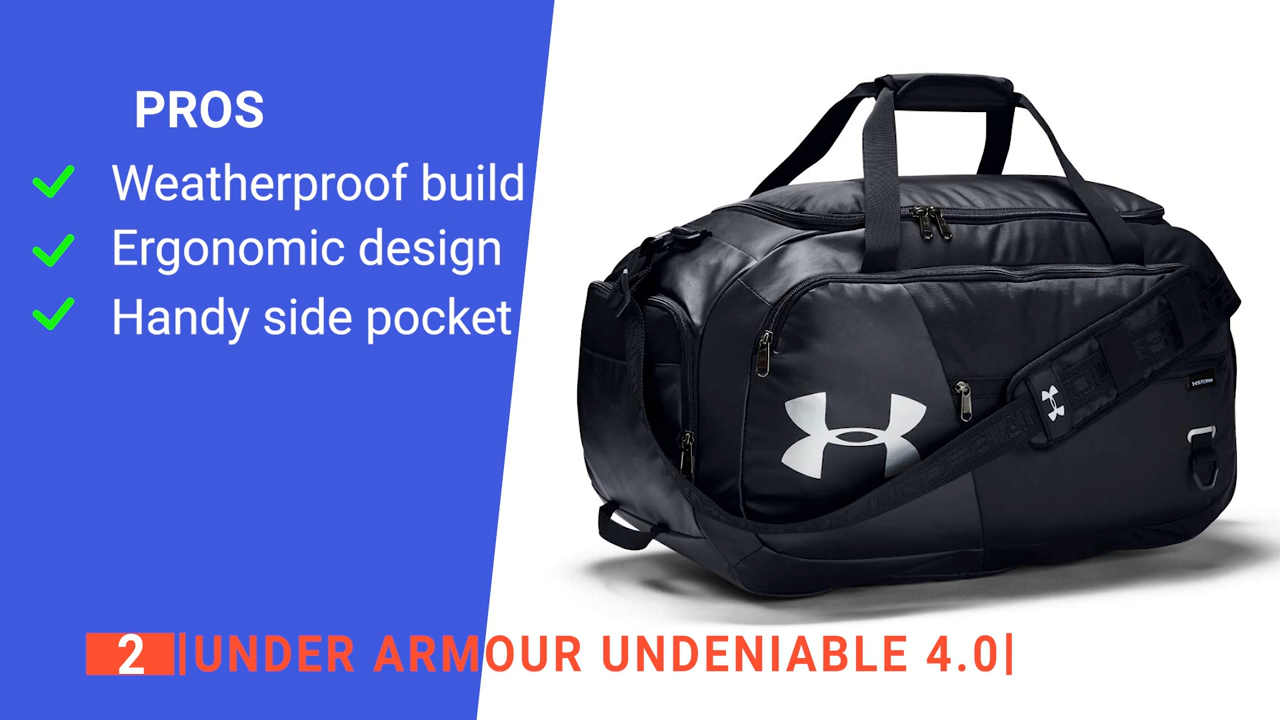 PROS
Weatherproof build
Ergonomic design
Handy side pocket
2 |UNDER ARMOUR UNDENIABLE 4.0|